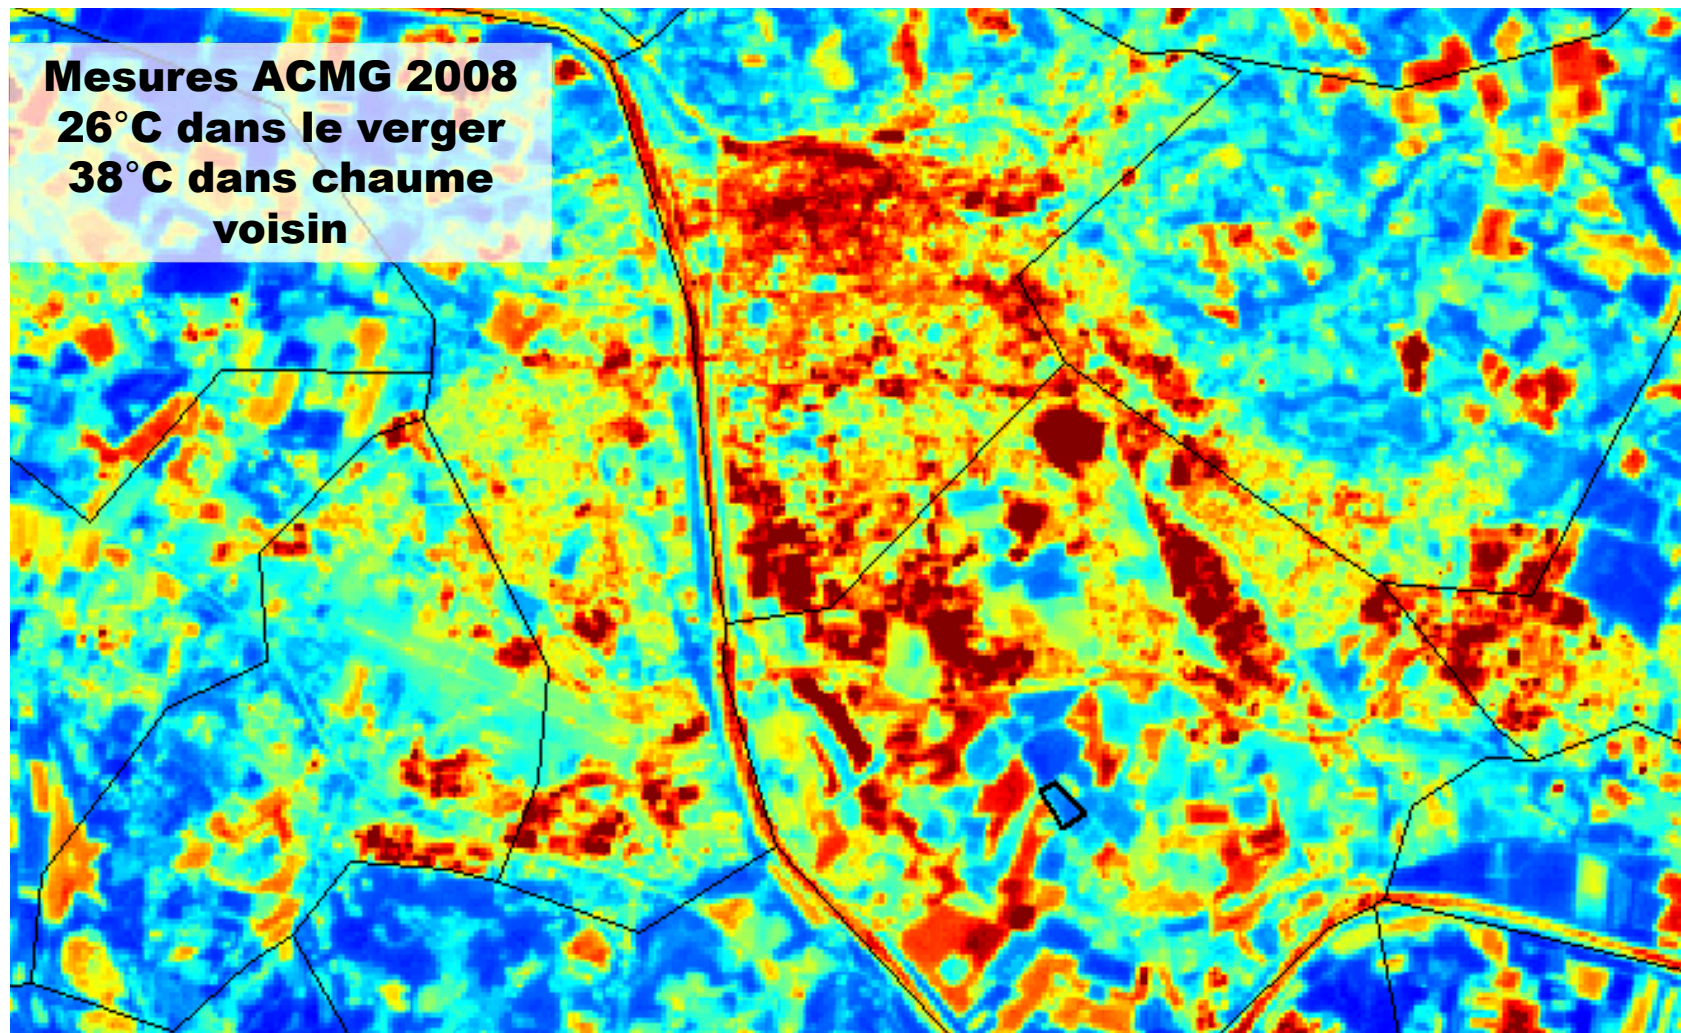 Mesures ACMG 2008
26°C dans le verger
38°C dans chaume
voisin